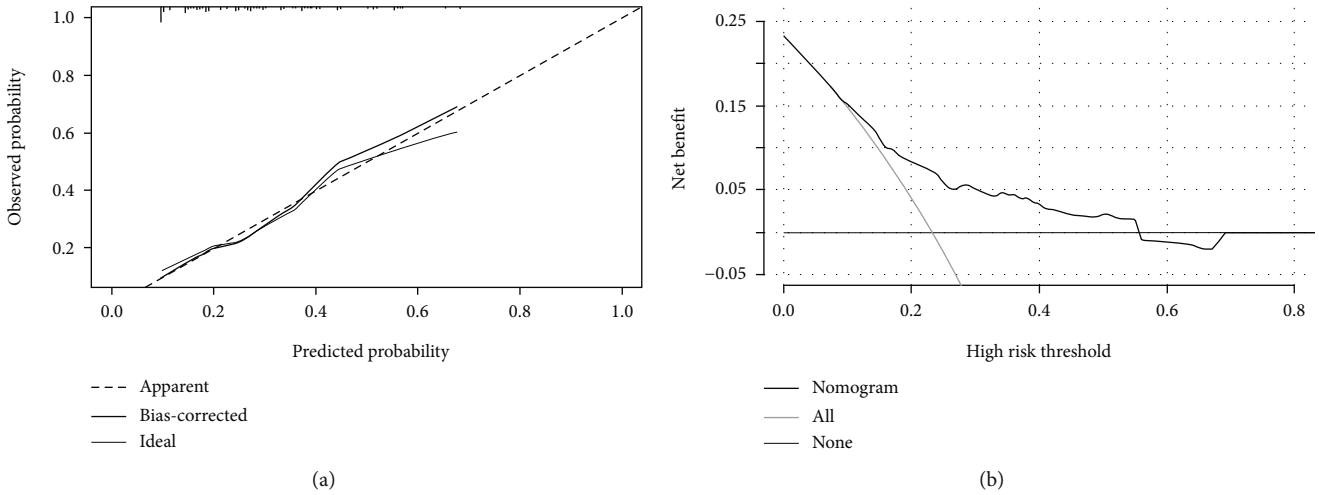 1.0
0.8
0.6
0.4
0.2
Observed probability
0.0 0.2 0.4 0.6 0.8 1.0
Predicted probability
Apparent
Bias-corrected
Ideal
(a)
0.25
0.15
0.05
−0.05
Net benefit
0.0 0.2 0.4 0.6 0.8
High risk threshold
Nomogram
All
None
(b)